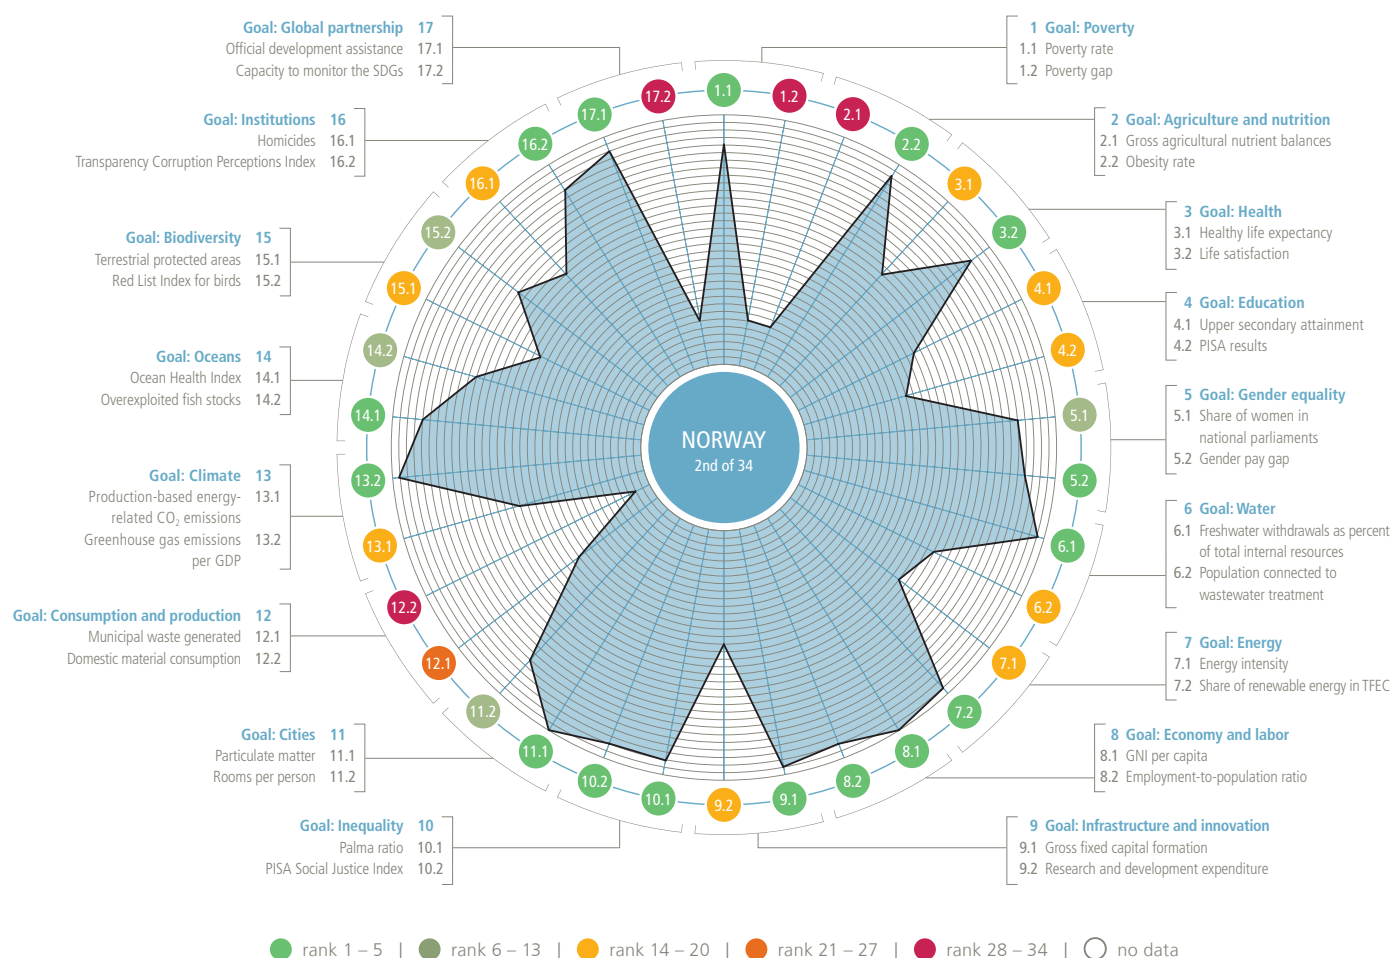 Goal: Global partnership 17
Official development assistance 17.1
Capacity to monitor the SDGs 17.2
Goal: Institutions 16
Homicides 16.1
Transparency Corruption Perceptions Index 16.2
Goal: Biodiversity 15
Terrestrial protected areas 15.1
Red List Index for birds 15.2
Goal: Oceans 14
Ocean Health Index 14.1
Overexploited fish stocks 14.2
Goal: Climate 13
Production-based energy- 13.1
related CO₂ emissions
Greenhouse gas emissions 13.2
per GDP
Goal: Consumption and production 12
Municipal waste generated 12.1
Domestic material consumption 12.2
Goal: Cities 11
Particulate matter 11.1
Rooms per person 11.2
Goal: Inequality 10
Palma ratio 10.1
PISA Social Justice Index 10.2
1 Goal: Poverty
1.1 Poverty rate
1.2 Poverty gap
2 Goal: Agriculture and nutrition
2.1 Gross agricultural nutrient balances
2.2 Obesity rate
3 Goal: Health
3.1 Healthy life expectancy
3.2 Life satisfaction
4 Goal: Education
4.1 Upper secondary attainment
4.2 PISA results
5 Goal: Gender equality
5.1 Share of women in
national parliaments
5.2 Gender pay gap
6 Goal: Water
6.1 Freshwater withdrawals as percent
of total internal resources
6.2 Population connected to
wastewater treatment
7 Goal: Energy
7.1 Energy intensity
7.2 Share of renewable energy in TFEC
8 Goal: Economy and labor
8.1 GNI per capita
8.2 Employment-to-population ratio
9 Goal: Infrastructure and innovation
9.1 Gross fixed capital formation
9.2 Research and development expenditure
1.1
1.2
2.1
2.2
3.1
3.2
4.1
4.2
5.1
5.2
6.1
6.2
7.1
7.2
8.1
8.2
9.1
9.2
10.1
10.2
11.1
11.2
12.1
12.2
13.1
13.2
14.1
14.2
15.1
15.2
16.1
16.2
17.1
17.2
NORWAY
2nd of 34
rank 1 – 5 | rank 6 – 13 | rank 14 – 20 | rank 21 – 27 | rank 28 – 34 | no data